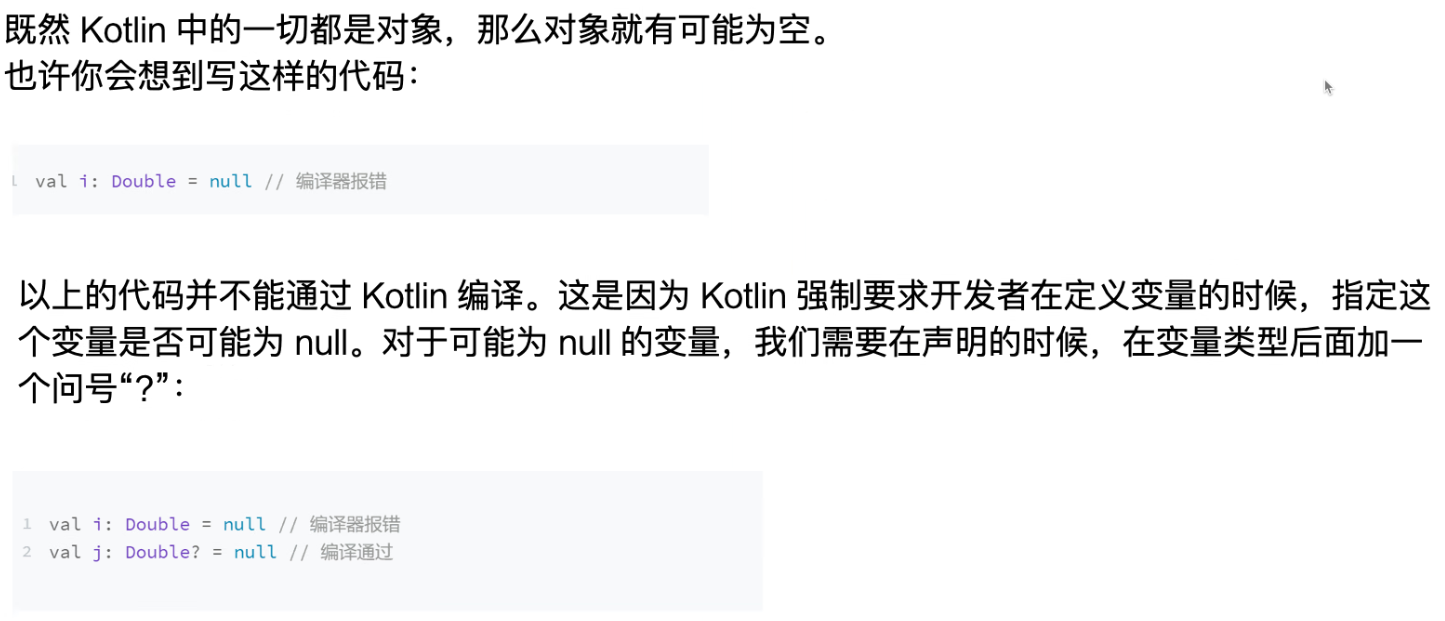 既然 Kotlin 中的一切都是对象，那么对象就有可能为空。
也许你会想到写这样的代码：
1 val i: Double = null // 编译器报错
以上的代码并不能通过 Kotlin 编译。这是因为 Kotlin 强制要求开发者在定义变量的时候，指定这
个变量是否可能为 null。对于可能为 null 的变量，我们需要在声明的时候，在变量类型后面加一
个问号“?”：
1 val i: Double = null // 编译器报错
2 val j: Double? = null // 编译通过